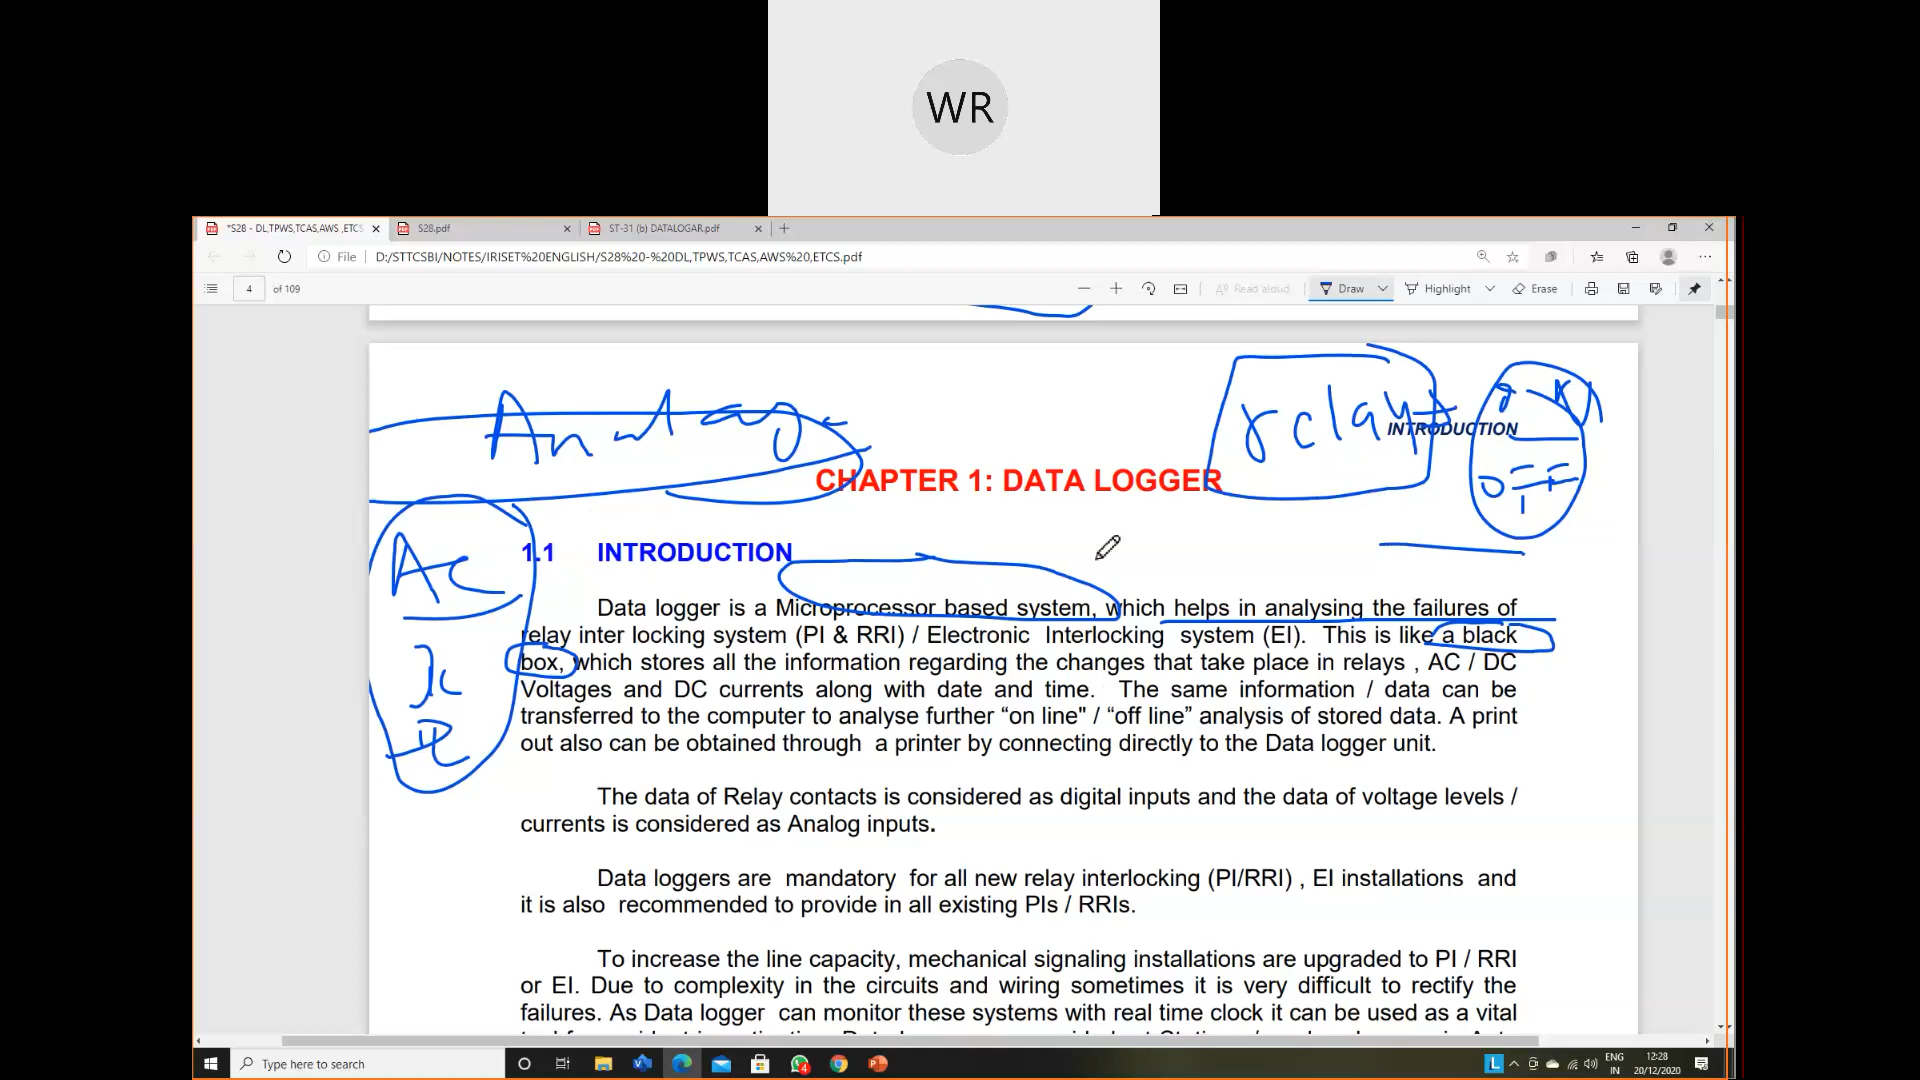 WR
*S28 - DL,TPWS,TCAS,AWS ,ETCS
S28.pdf
ST-31 (b) DATALOGAR.pdf
File
D:/STTCSBI/NOTES/IRISET%20ENGLISH/S28%20-%20DL,TPWS,TCAS,AWS%20,ETCS.pdf
4 of 109
Read aloud
Draw
Highlight
Erase
Analog
relay
INTRODUCTION
CHAPTER 1: DATA LOGGER
AC
1.1 INTRODUCTION
Data logger is a Microprocessor based system, which helps in analysing the failures of
relay inter locking system (PI & RRI) / Electronic Interlocking system (EI). This is like a black
box, which stores all the information regarding the changes that take place in relays , AC / DC
Voltages and DC currents along with date and time. The same information / data can be
transferred to the computer to analyse further “on line" / “off line” analysis of stored data. A print
out also can be obtained through a printer by connecting directly to the Data logger unit.
The data of Relay contacts is considered as digital inputs and the data of voltage levels /
currents is considered as Analog inputs.
Data loggers are mandatory for all new relay interlocking (PI/RRI) , EI installations and
it is also recommended to provide in all existing PIs / RRIs.
To increase the line capacity, mechanical signaling installations are upgraded to PI / RRI
or EI. Due to complexity in the circuits and wiring sometimes it is very difficult to rectify the
failures. As Data logger can monitor these systems with real time clock it can be used as a vital
Type here to search
4
L
ENG
IN
12:28
20/12/2020